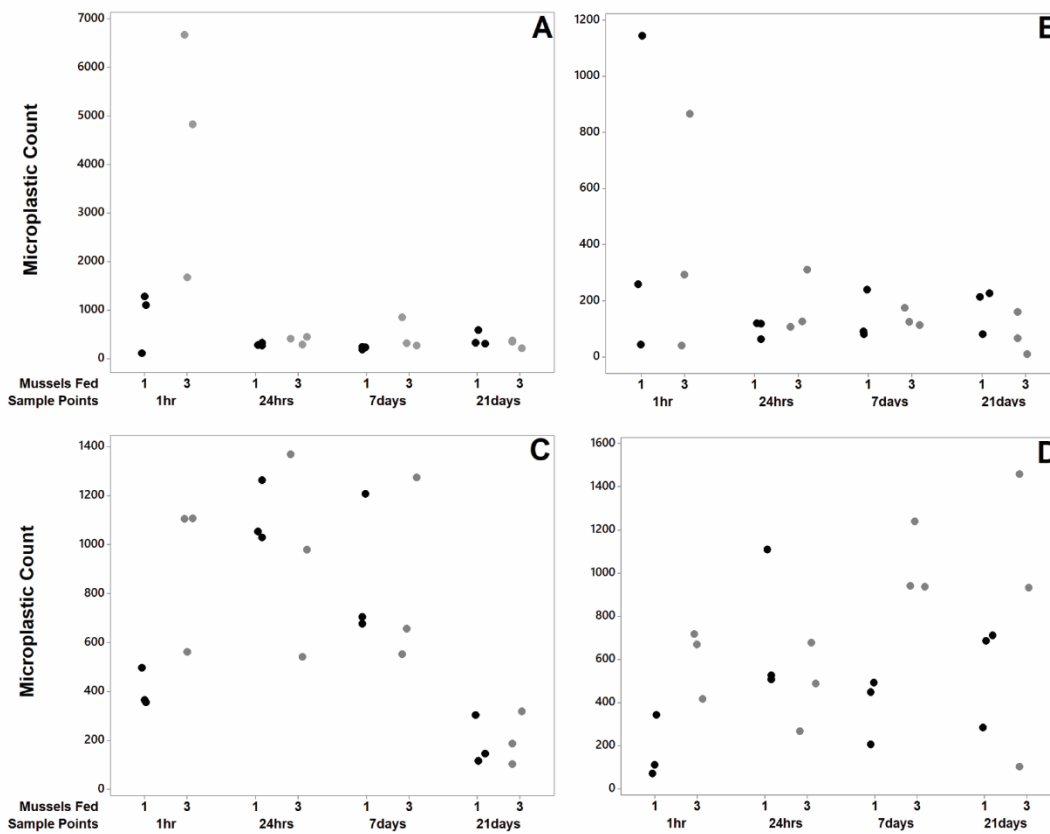 A
7000
6000
5000
4000
3000
2000
1000
0
Microplastic Count
Mussels Fed 1 3 1 3 1 3 1 3
Sample Points 1hr 24hrs 7days 21days
B
1200
1000
800
600
400
200
0
1 3 1 3 1 3 1 3
1hr 24hrs 7days 21days
C
1400
1200
1000
800
600
400
200
0
Microplastic Count
Mussels Fed 1 3 1 3 1 3 1 3
Sample Points 1hr 24hrs 7days 21days
D
1600
1400
1200
1000
800
600
400
200
0
1 3 1 3 1 3 1 3
1hr 24hrs 7days 21days